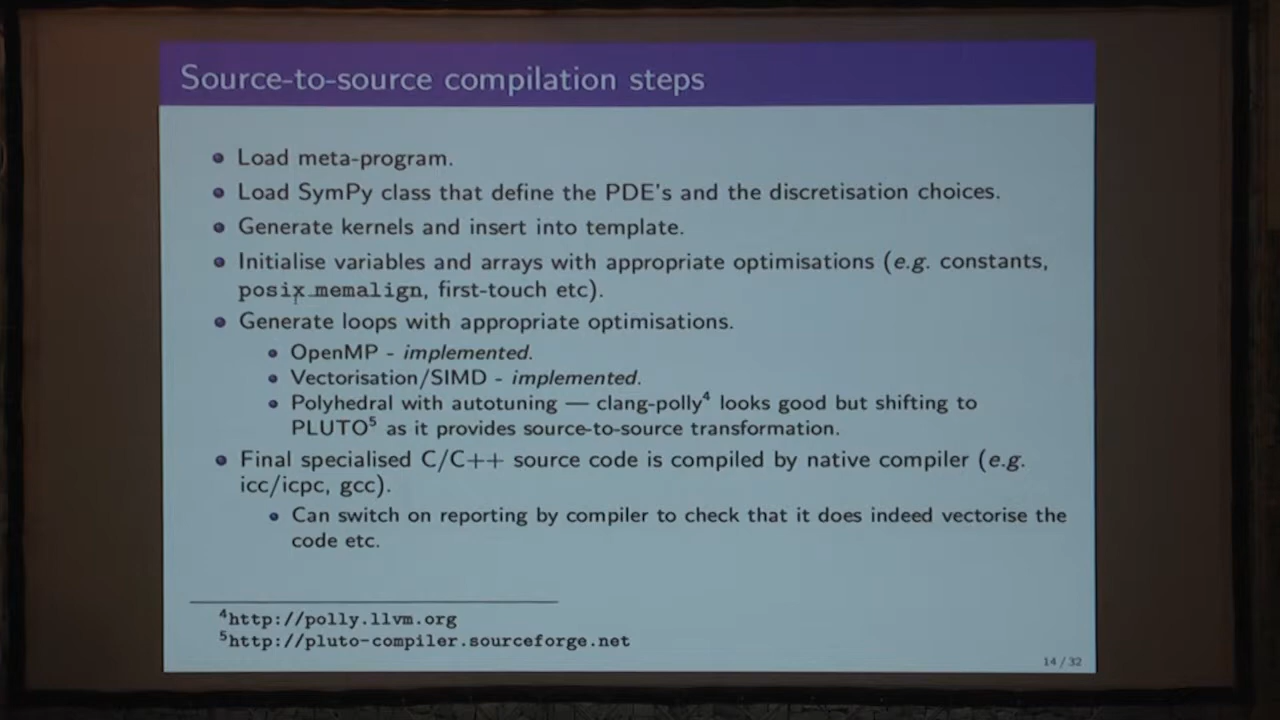 Source-to-source compilation steps
Load meta-program.
Load SymPy class that define the PDE's and the discretisation choices.
Generate kernels and insert into template.
Initialise variables and arrays with appropriate optimisations (e.g. constants,
posix_memalign, first-touch etc).
Generate loops with appropriate optimisations.
OpenMP - implemented.
Vectorisation/SIMD - implemented.
Polyhedral with autotuning — clang-polly⁴ looks good but shifting to
PLUTO⁵ as it provides source-to-source transformation.
Final specialised C/C++ source code is compiled by native compiler (e.g.
icc/icpc, gcc).
Can switch on reporting by compiler to check that it does indeed vectorise the
code etc.
⁴http://polly.llvm.org
⁵http://pluto-compiler.sourceforge.net
14 / 32